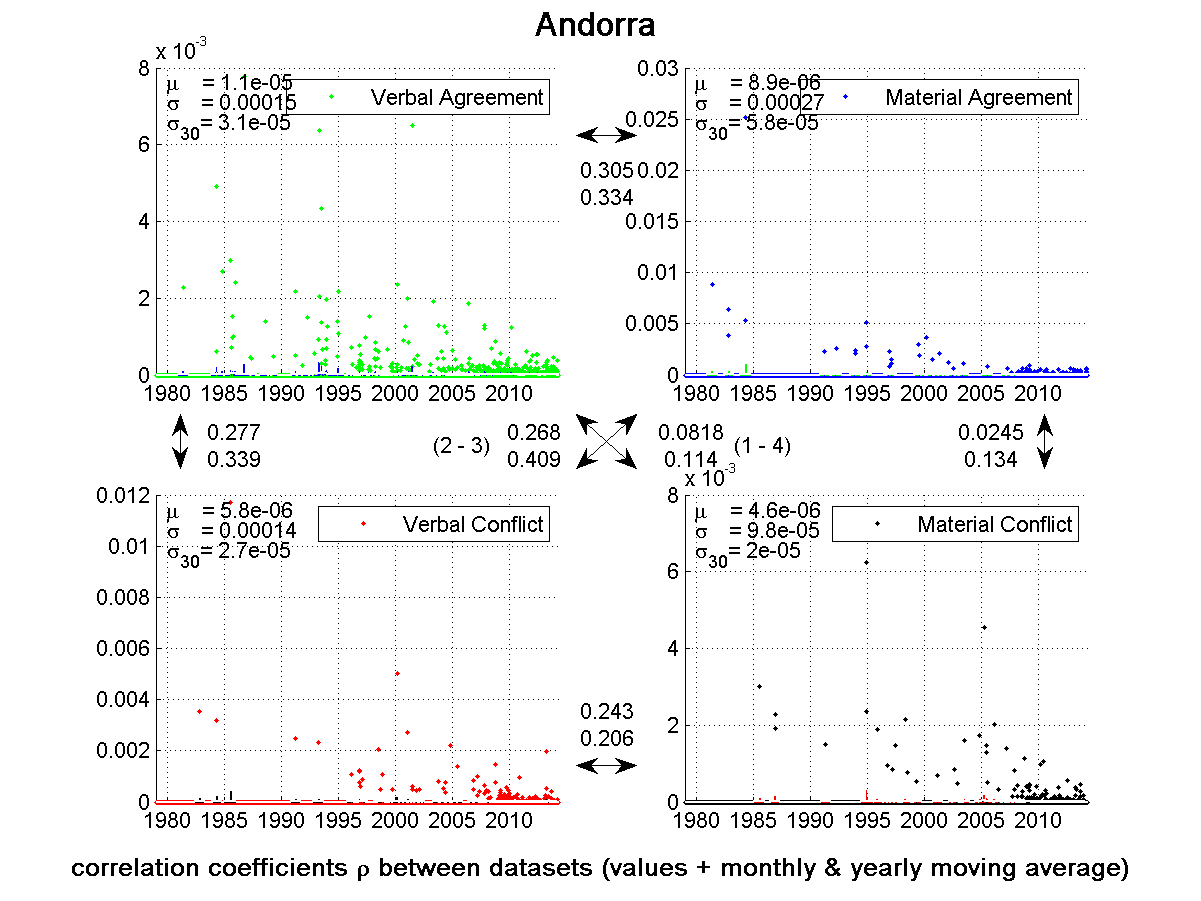 Andorra
x 10^-3
8
6
4
2
0
μ = 1.1e-05
σ = 0.00015
σ30 = 3.1e-05
Verbal Agreement
1980 1985 1990 1995 2000 2005 2010
0.305
0.334
0.03
0.025
0.02
0.015
0.01
0.005
0
μ = 8.9e-06
σ = 0.00027
σ30 = 5.8e-05
Material Agreement
1980 1985 1990 1995 2000 2005 2010
0.277
0.339
(2 - 3)
0.268
0.409
0.0818
0.114
(1 - 4)
0.0245
0.134
0.012
0.01
0.008
0.006
0.004
0.002
0
μ = 5.8e-06
σ = 0.00014
σ30 = 2.7e-05
Verbal Conflict
1980 1985 1990 1995 2000 2005 2010
0.243
0.206
x 10^-3
8
6
4
2
0
μ = 4.6e-06
σ = 9.8e-05
σ30 = 2e-05
Material Conflict
1980 1985 1990 1995 2000 2005 2010
correlation coefficients ρ between datasets (values + monthly & yearly moving average)